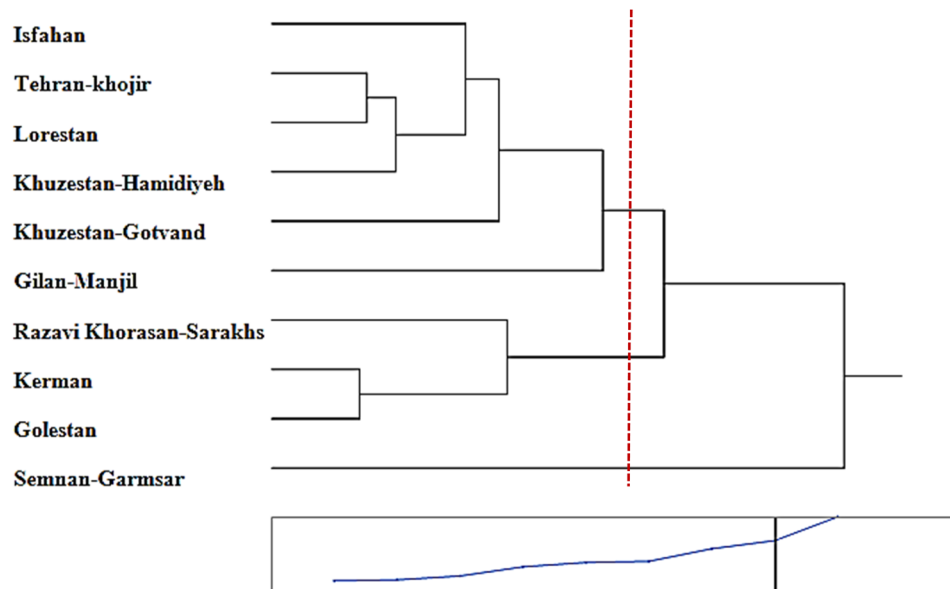 Isfahan
Tehran-khojir
Lorestan
Khuzestan-Hamidiyeh
Khuzestan-Gotvand
Gilan-Manjil
Razavi Khorasan-Sarakhs
Kerman
Golestan
Semnan-Garmsar